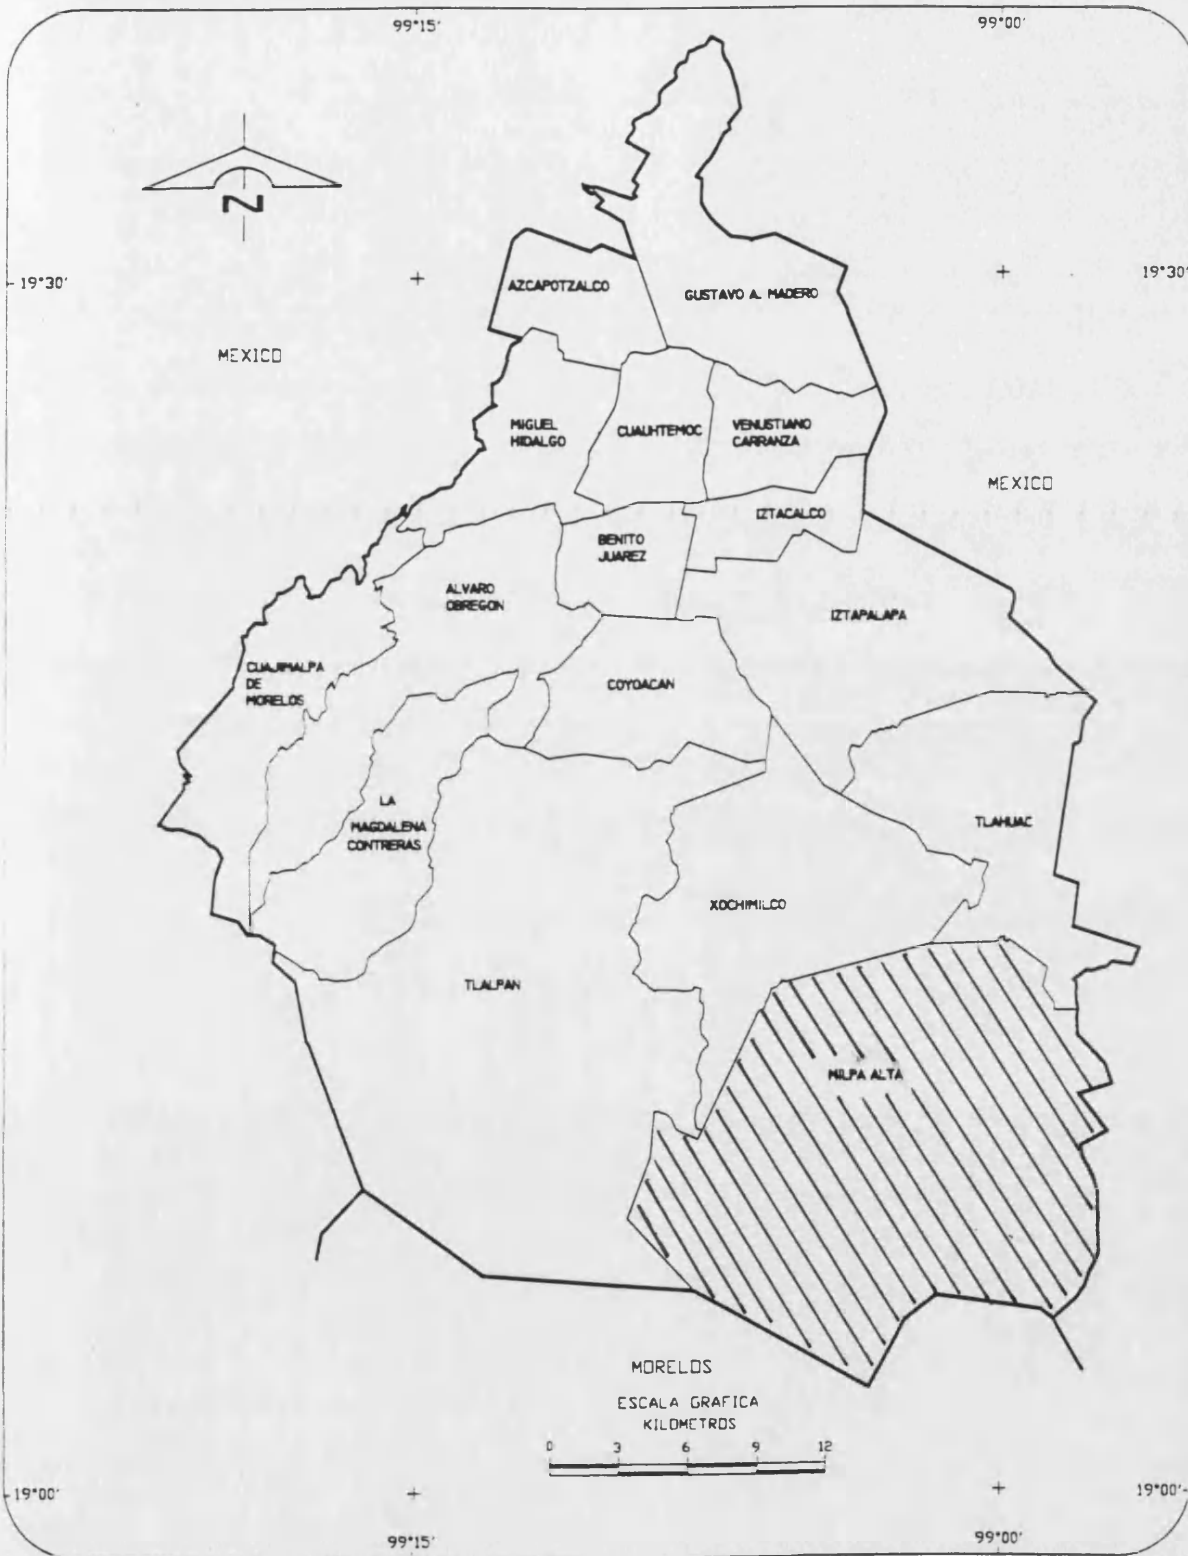 99°15'
99°00'
N
19°30'
19°30'
AZCAPOTZALCO
GUSTAVO A. MADERO
MEXICO
MIGUEL
HIDALGO
CUAUHTEMOC
VENUSTIANO
CARRANZA
MEXICO
IZTACALCO
BENITO
JUAREZ
ALVARO
OBREGON
IZTAPALAPA
CUAJIMALPA
DE
MORELOS
COYOACAN
LA
MAGDALENA
CONTRERAS
TLAHUAC
XOCHIMILCO
TLALPAN
MILPA ALTA
MORELOS
ESCALA GRAFICA
KILOMETROS
0 3 6 9 12
19°00'
19°00'
99°15'
99°00'